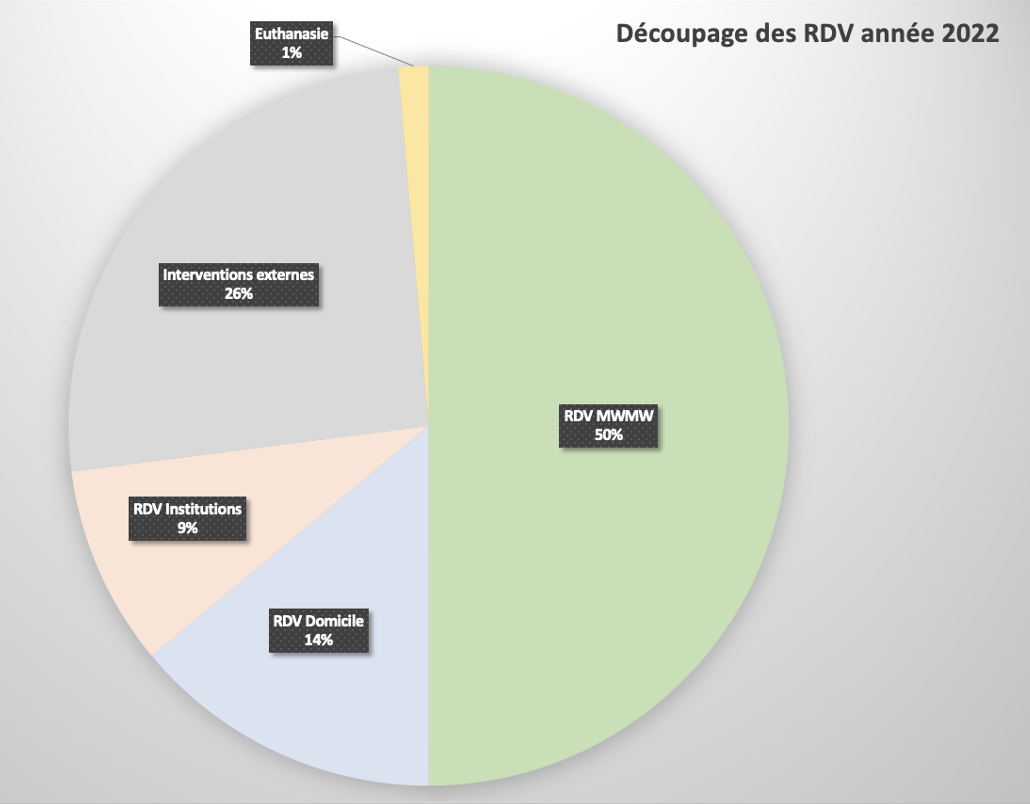 Découpage des RDV année 2022
Euthanasie
1%
Interventions externes
26%
RDV MWMW
50%
RDV Institutions
9%
RDV Domicile
14%